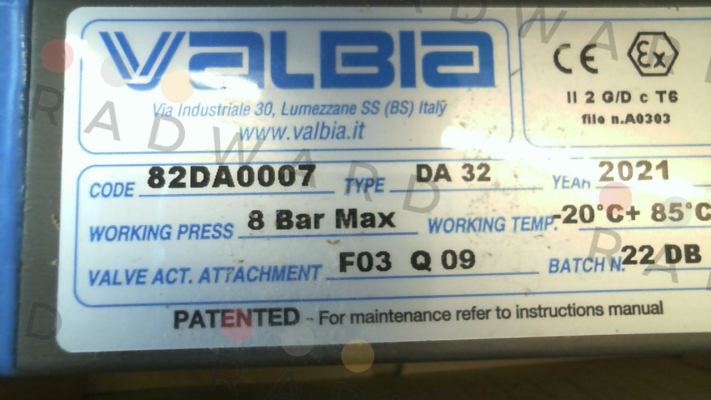 VALBIA
Via Industriale 30, Lumezzane SS (BS) Italy
www.valbia.it
CE Ex
II 2 G/D c T6
file n.A0303
CODE 82DA0007 TYPE DA 32 YEAR 2021
WORKING PRESS 8 Bar Max WORKING TEMP. -20°C+ 85°C
VALVE ACT. ATTACHMENT F03 Q 09 BATCH N. 22 DB
PATENTED - For maintenance refer to instructions manual
RADWARD